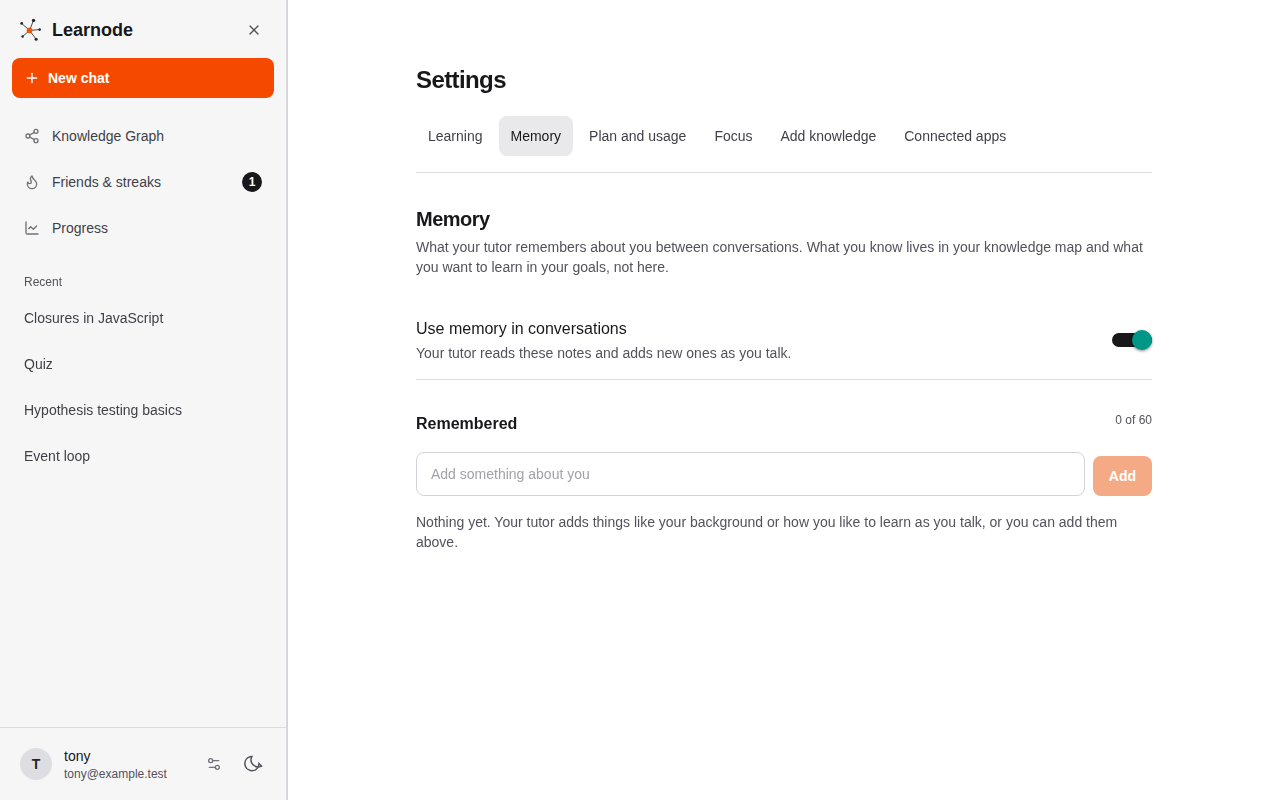 Learnode
New chat
Knowledge Graph
Friends & streaks
1
Progress
Recent
Closures in JavaScript
Quiz
Hypothesis testing basics
Event loop
T
tony
tony@example.test
Settings
Learning
Memory
Plan and usage
Focus
Add knowledge
Connected apps
Memory
What your tutor remembers about you between conversations. What you know lives in your knowledge map and what
you want to learn in your goals, not here.
Use memory in conversations
Your tutor reads these notes and adds new ones as you talk.
Remembered
0 of 60
Add something about you
Add
Nothing yet. Your tutor adds things like your background or how you like to learn as you talk, or you can add them
above.